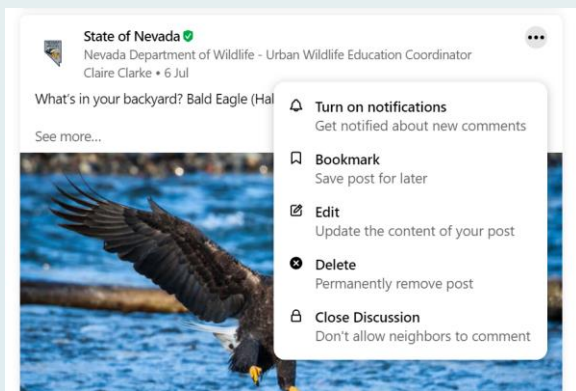 State of Nevada
Nevada Department of Wildlife - Urban Wildlife Education Coordinator
Claire Clarke • 6 Jul
What's in your backyard? Bald Eagle (Hal
See more...
Turn on notifications
Get notified about new comments
Bookmark
Save post for later
Edit
Update the content of your post
Delete
Permanently remove post
Close Discussion
Don't allow neighbors to comment